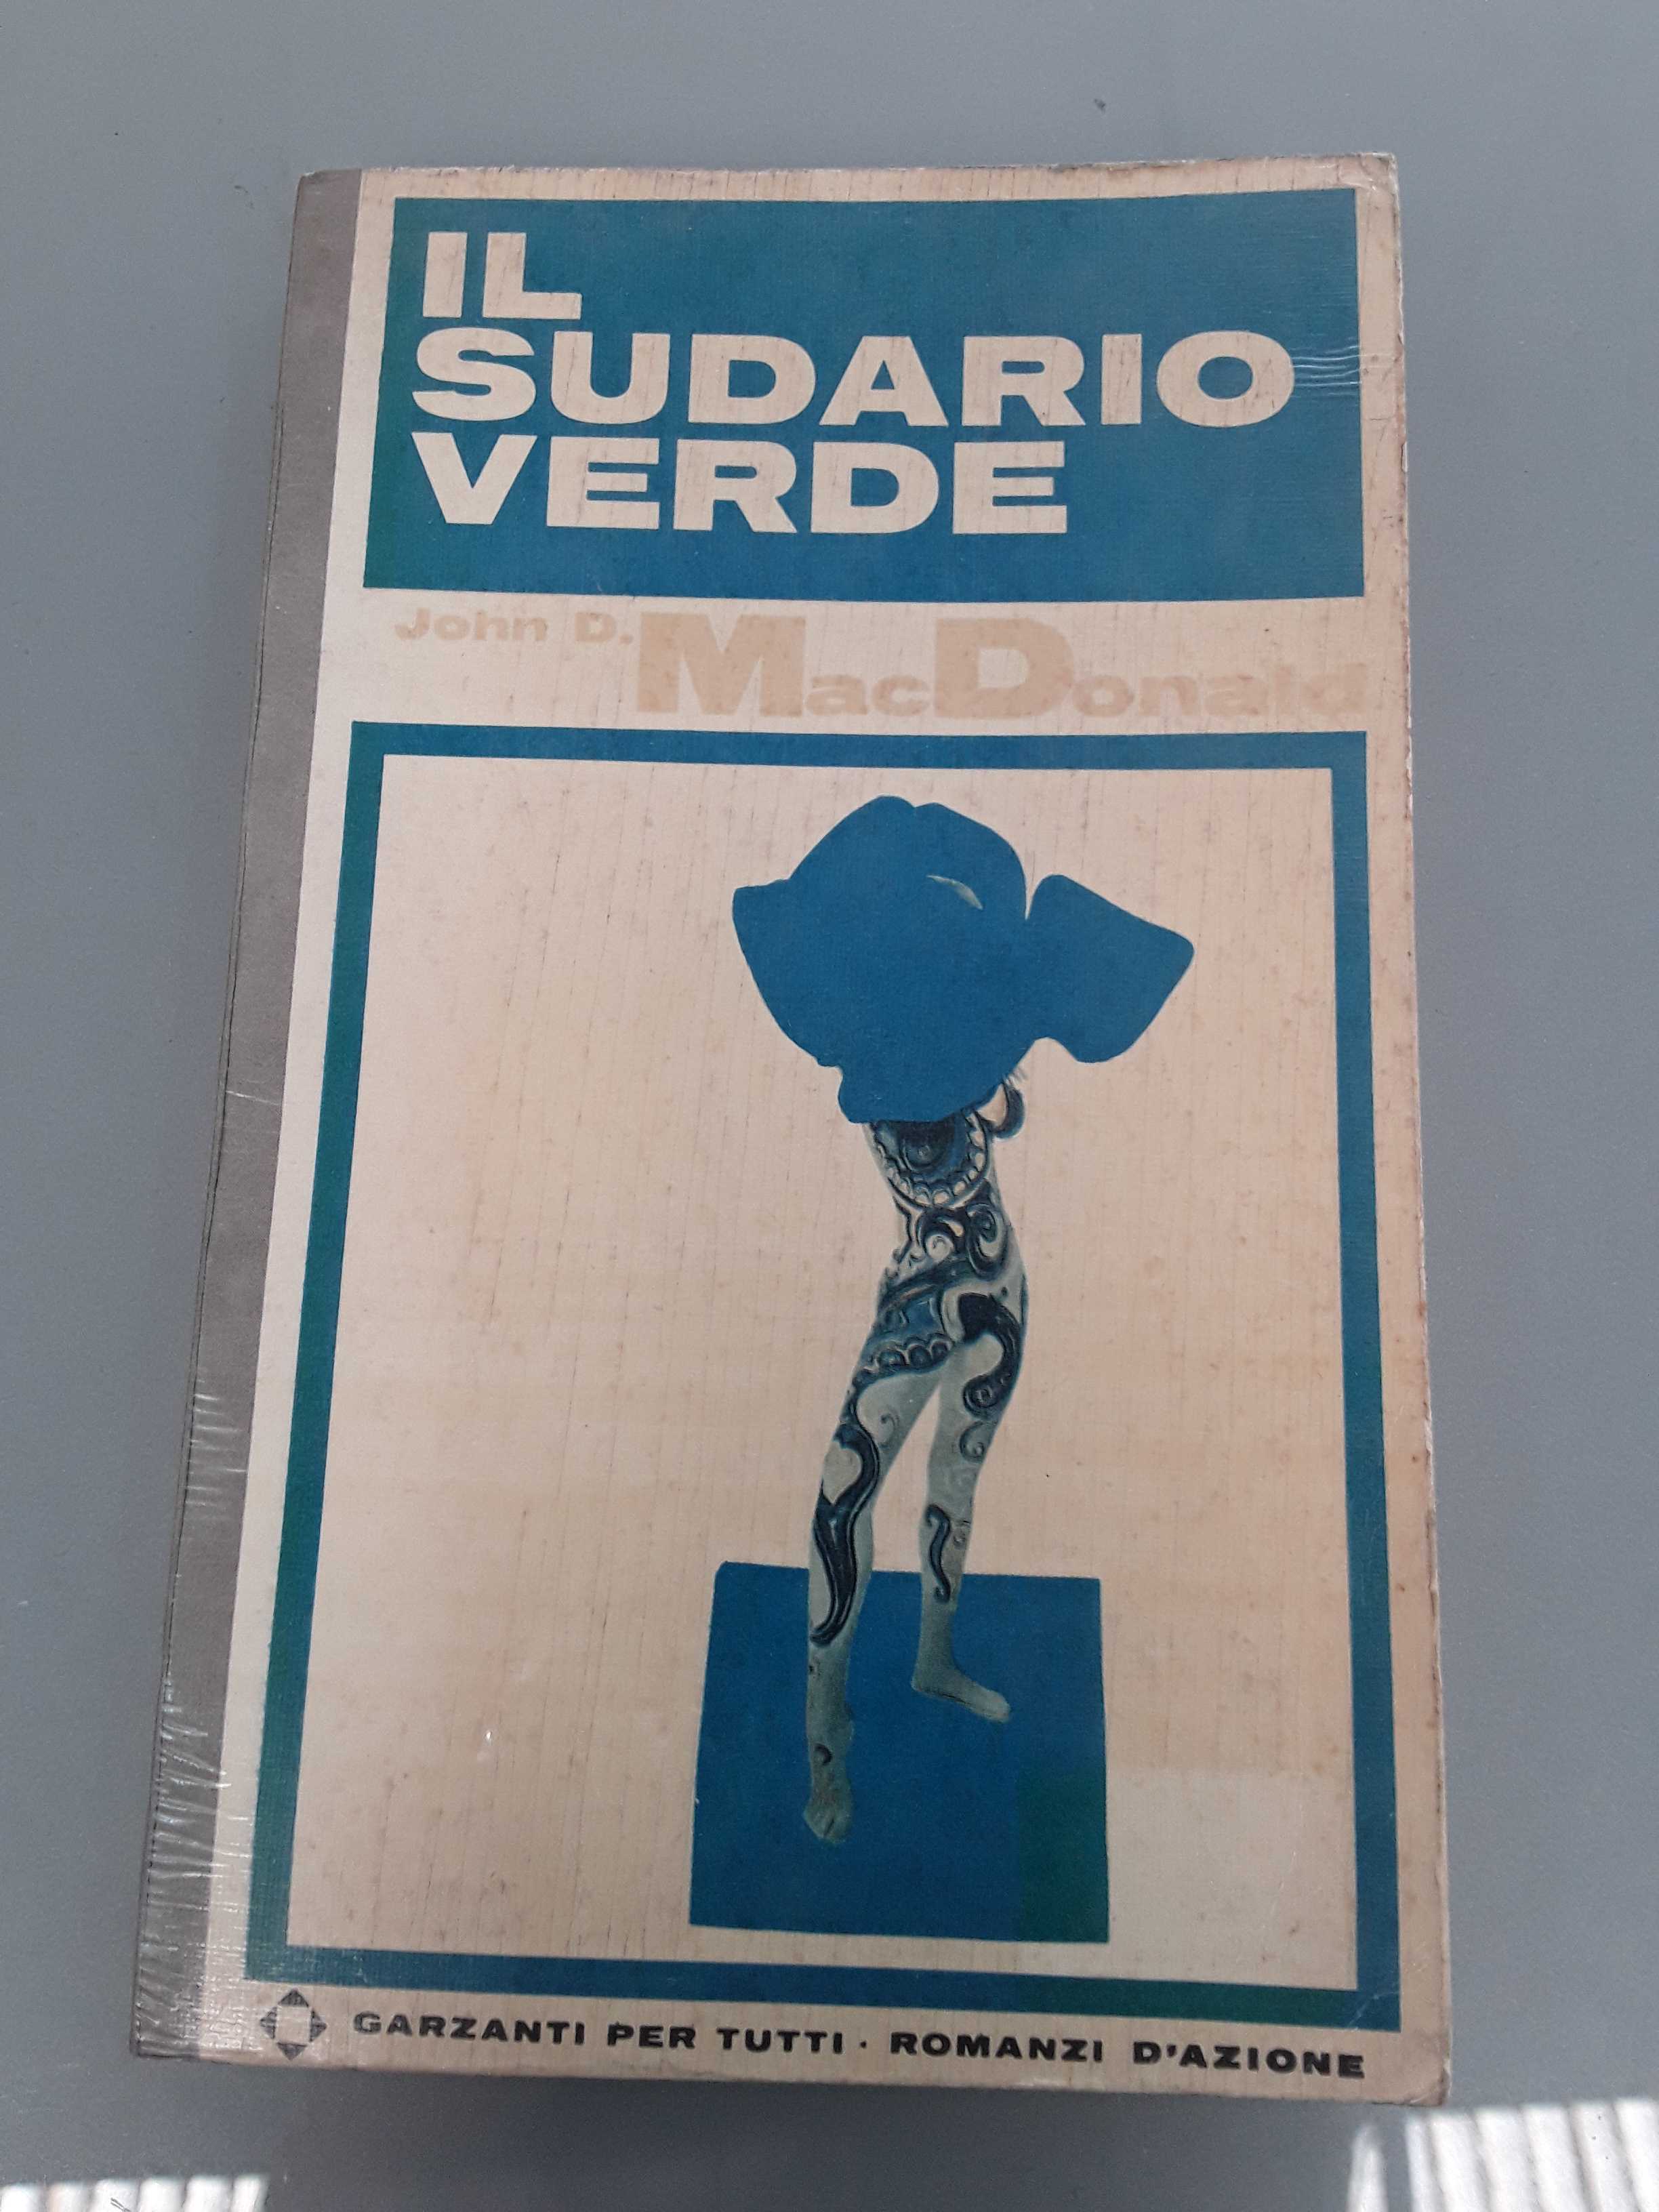 IL
SUDARIO
VERDE
John D. MacDonald
GARZANTI PER TUTTI · ROMANZI D'AZIONE